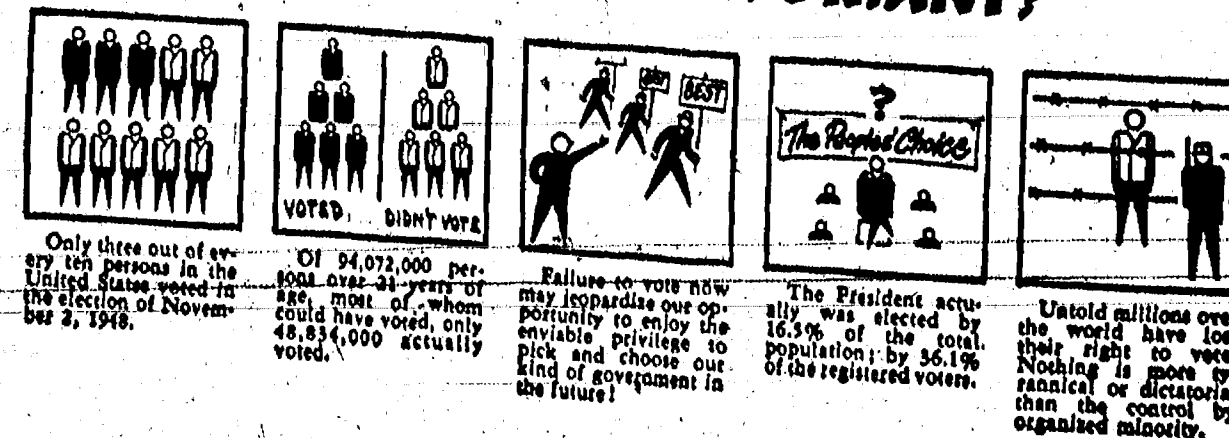 Only three out of ev-
ery ten persons in the
United States voted in
the election of Novem-
ber 2, 1948.
VOTED.
DIDN'T VOTE
Of 94,072,000 per-
sons over 21 years of
age, most of whom
could have voted, only
48,834,000 actually
voted.
BEST
Failure to vote now
may jeopardize our op-
portunity to enjoy the
enviable privilege to
pick and choose our
kind of government in
the future!
?
The Peoples' Choice
The President actu-
ally was elected by
16.5% of the total
population; by 36.1%
of the registered voters.
Untold millions ove
the world have los
their right to vote
Nothing is more ty
rannical or dictatoria
than the control by
organized minority.